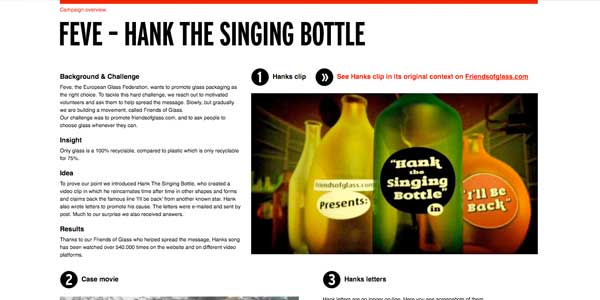 Campaign overview
FEVE – HANK THE SINGING BOTTLE
Background & Challenge
Feve, the European Glass Federation, wants to promote glass packaging as
the right choice. To tackle this hard challenge, we reach out to motivated
volunteers and ask them to help spread the message. Slowly, but gradually
we are building a movement, called Friends of Glass.
Our challenge was to promote friendsofglass.com, and to ask people to
choose glass whenever they can.
Insight
Only glass is a 100% recyclable, compared to plastic which is only recyclable
for 75%.
Idea
To prove our point we introduced Hank The Singing Bottle, who created a
video clip in which he reincarnates time after time in other shapes and forms
and claims back the famous line 'I'll be back' from another known star. Hank
also wrote letters to promote his cause. The letters were e-mailed and sent by
post. Much to our surprise we also received answers.
Results
Thanks to our Friends of Glass who helped spread the message, Hanks song
has been watched over 540.000 times on the website and on different video
platforms.
1 Hanks clip
» See Hanks clip in its original context on Friendsofglass.com
friendsofglass.com
Presents:
"Hank
the
Singing
Bottle"
in
"I'll Be
Back"
2 Case movie
3 Hanks letters
Hank letters are no longer on-line. Here you see screenshots of them